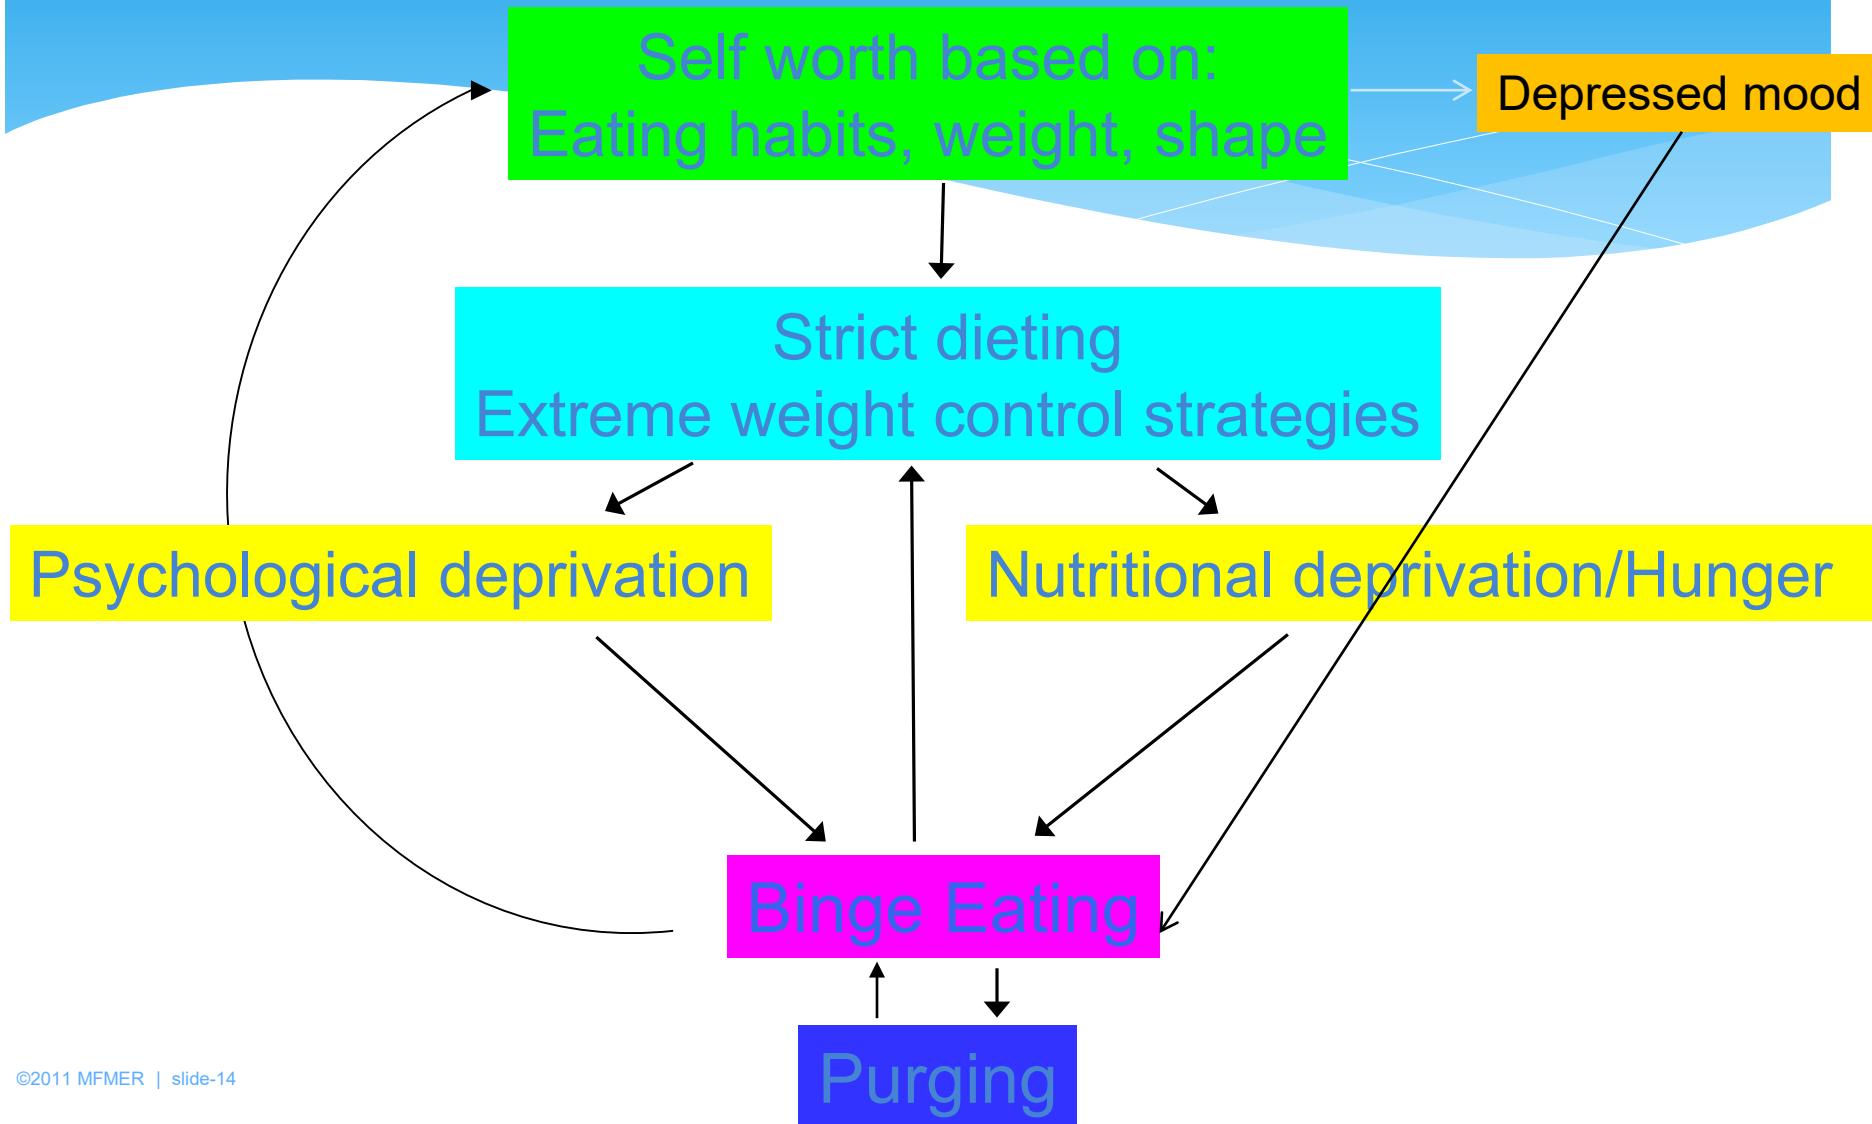 Self worth based on:
Eating habits, weight, shape
Depressed mood
Strict dieting
Extreme weight control strategies
Psychological deprivation
Nutritional deprivation/Hunger
Binge Eating
Purging
©2011 MFMER | slide-14